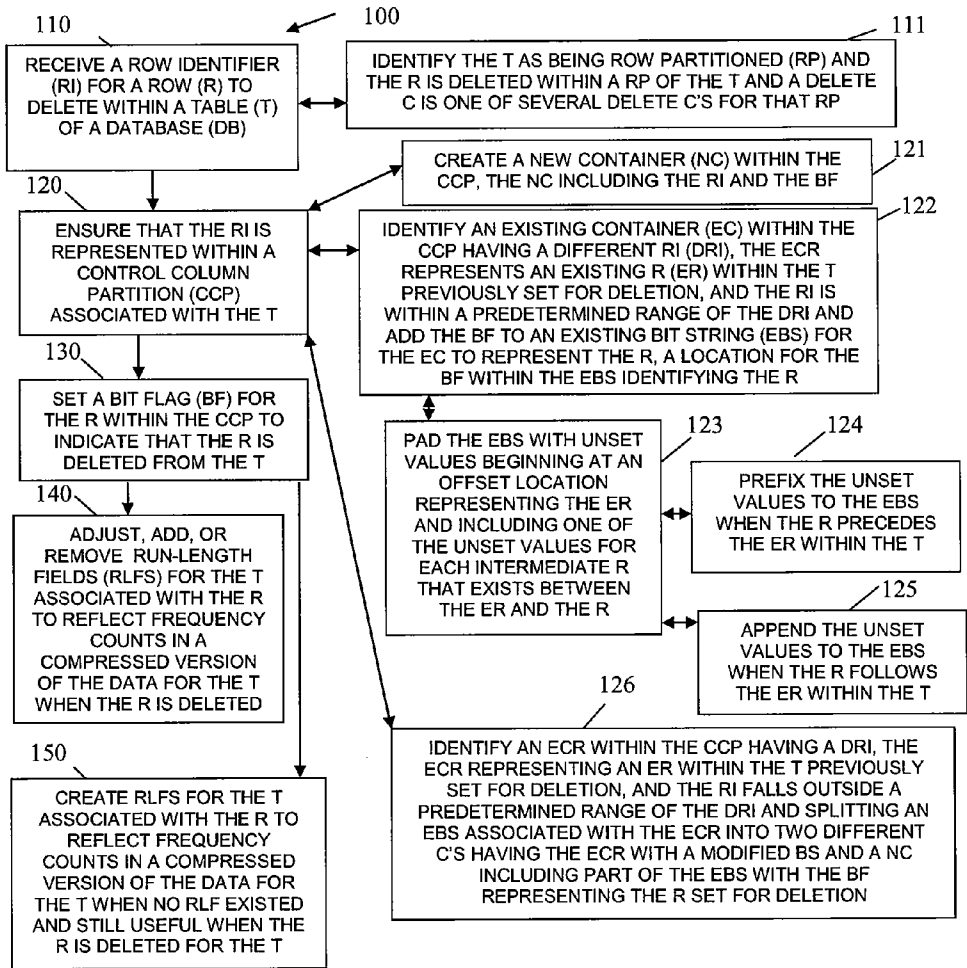 110
100
RECEIVE A ROW IDENTIFIER
(RI) FOR A ROW (R) TO
DELETE WITHIN A TABLE (T)
OF A DATABASE (DB)
111
IDENTIFY THE T AS BEING ROW PARTITIONED (RP) AND
THE R IS DELETED WITHIN A RP OF THE T AND A DELETE
C IS ONE OF SEVERAL DELETE C'S FOR THAT RP
120
ENSURE THAT THE RI IS
REPRESENTED WITHIN A
CONTROL COLUMN
PARTITION (CCP)
ASSOCIATED WITH THE T
CREATE A NEW CONTAINER (NC) WITHIN THE
CCP, THE NC INCLUDING THE RI AND THE BF
121
122
IDENTIFY AN EXISTING CONTAINER (EC) WITHIN THE
CCP HAVING A DIFFERENT RI (DRI), THE ECR
REPRESENTS AN EXISTING R (ER) WITHIN THE T
PREVIOUSLY SET FOR DELETION, AND THE RI IS
WITHIN A PREDETERMINED RANGE OF THE DRI AND
ADD THE BF TO AN EXISTING BIT STRING (EBS) FOR
THE EC TO REPRESENT THE R, A LOCATION FOR THE
BF WITHIN THE EBS IDENTIFYING THE R
130
SET A BIT FLAG (BF) FOR
THE R WITHIN THE CCP TO
INDICATE THAT THE R IS
DELETED FROM THE T
123
PAD THE EBS WITH UNSET
VALUES BEGINNING AT AN
OFFSET LOCATION
REPRESENTING THE ER
AND INCLUDING ONE OF
THE UNSET VALUES FOR
EACH INTERMEDIATE R
THAT EXISTS BETWEEN
THE ER AND THE R
124
PREFIX THE UNSET
VALUES TO THE EBS
WHEN THE R PRECEDES
THE ER WITHIN THE T
125
APPEND THE UNSET
VALUES TO THE EBS
WHEN THE R FOLLOWS
THE ER WITHIN THE T
140
ADJUST, ADD, OR
REMOVE RUN-LENGTH
FIELDS (RLFS) FOR THE T
ASSOCIATED WITH THE R
TO REFLECT FREQUENCY
COUNTS IN A
COMPRESSED VERSION
OF THE DATA FOR THE T
WHEN THE R IS DELETED
126
IDENTIFY AN ECR WITHIN THE CCP HAVING A DRI, THE
ECR REPRESENTING AN ER WITHIN THE T PREVIOUSLY
SET FOR DELETION, AND THE RI FALLS OUTSIDE A
PREDETERMINED RANGE OF THE DRI AND SPLITTING AN
EBS ASSOCIATED WITH THE ECR INTO TWO DIFFERENT
C'S HAVING THE ECR WITH A MODIFIED BS AND A NC
INCLUDING PART OF THE EBS WITH THE BF
REPRESENTING THE R SET FOR DELETION
150
CREATE RLFS FOR THE T
ASSOCIATED WITH THE R TO
REFLECT FREQUENCY
COUNTS IN A COMPRESSED
VERSION OF THE DATA FOR
THE T WHEN NO RLF EXISTED
AND STILL USEFUL WHEN THE
R IS DELETED FOR THE T